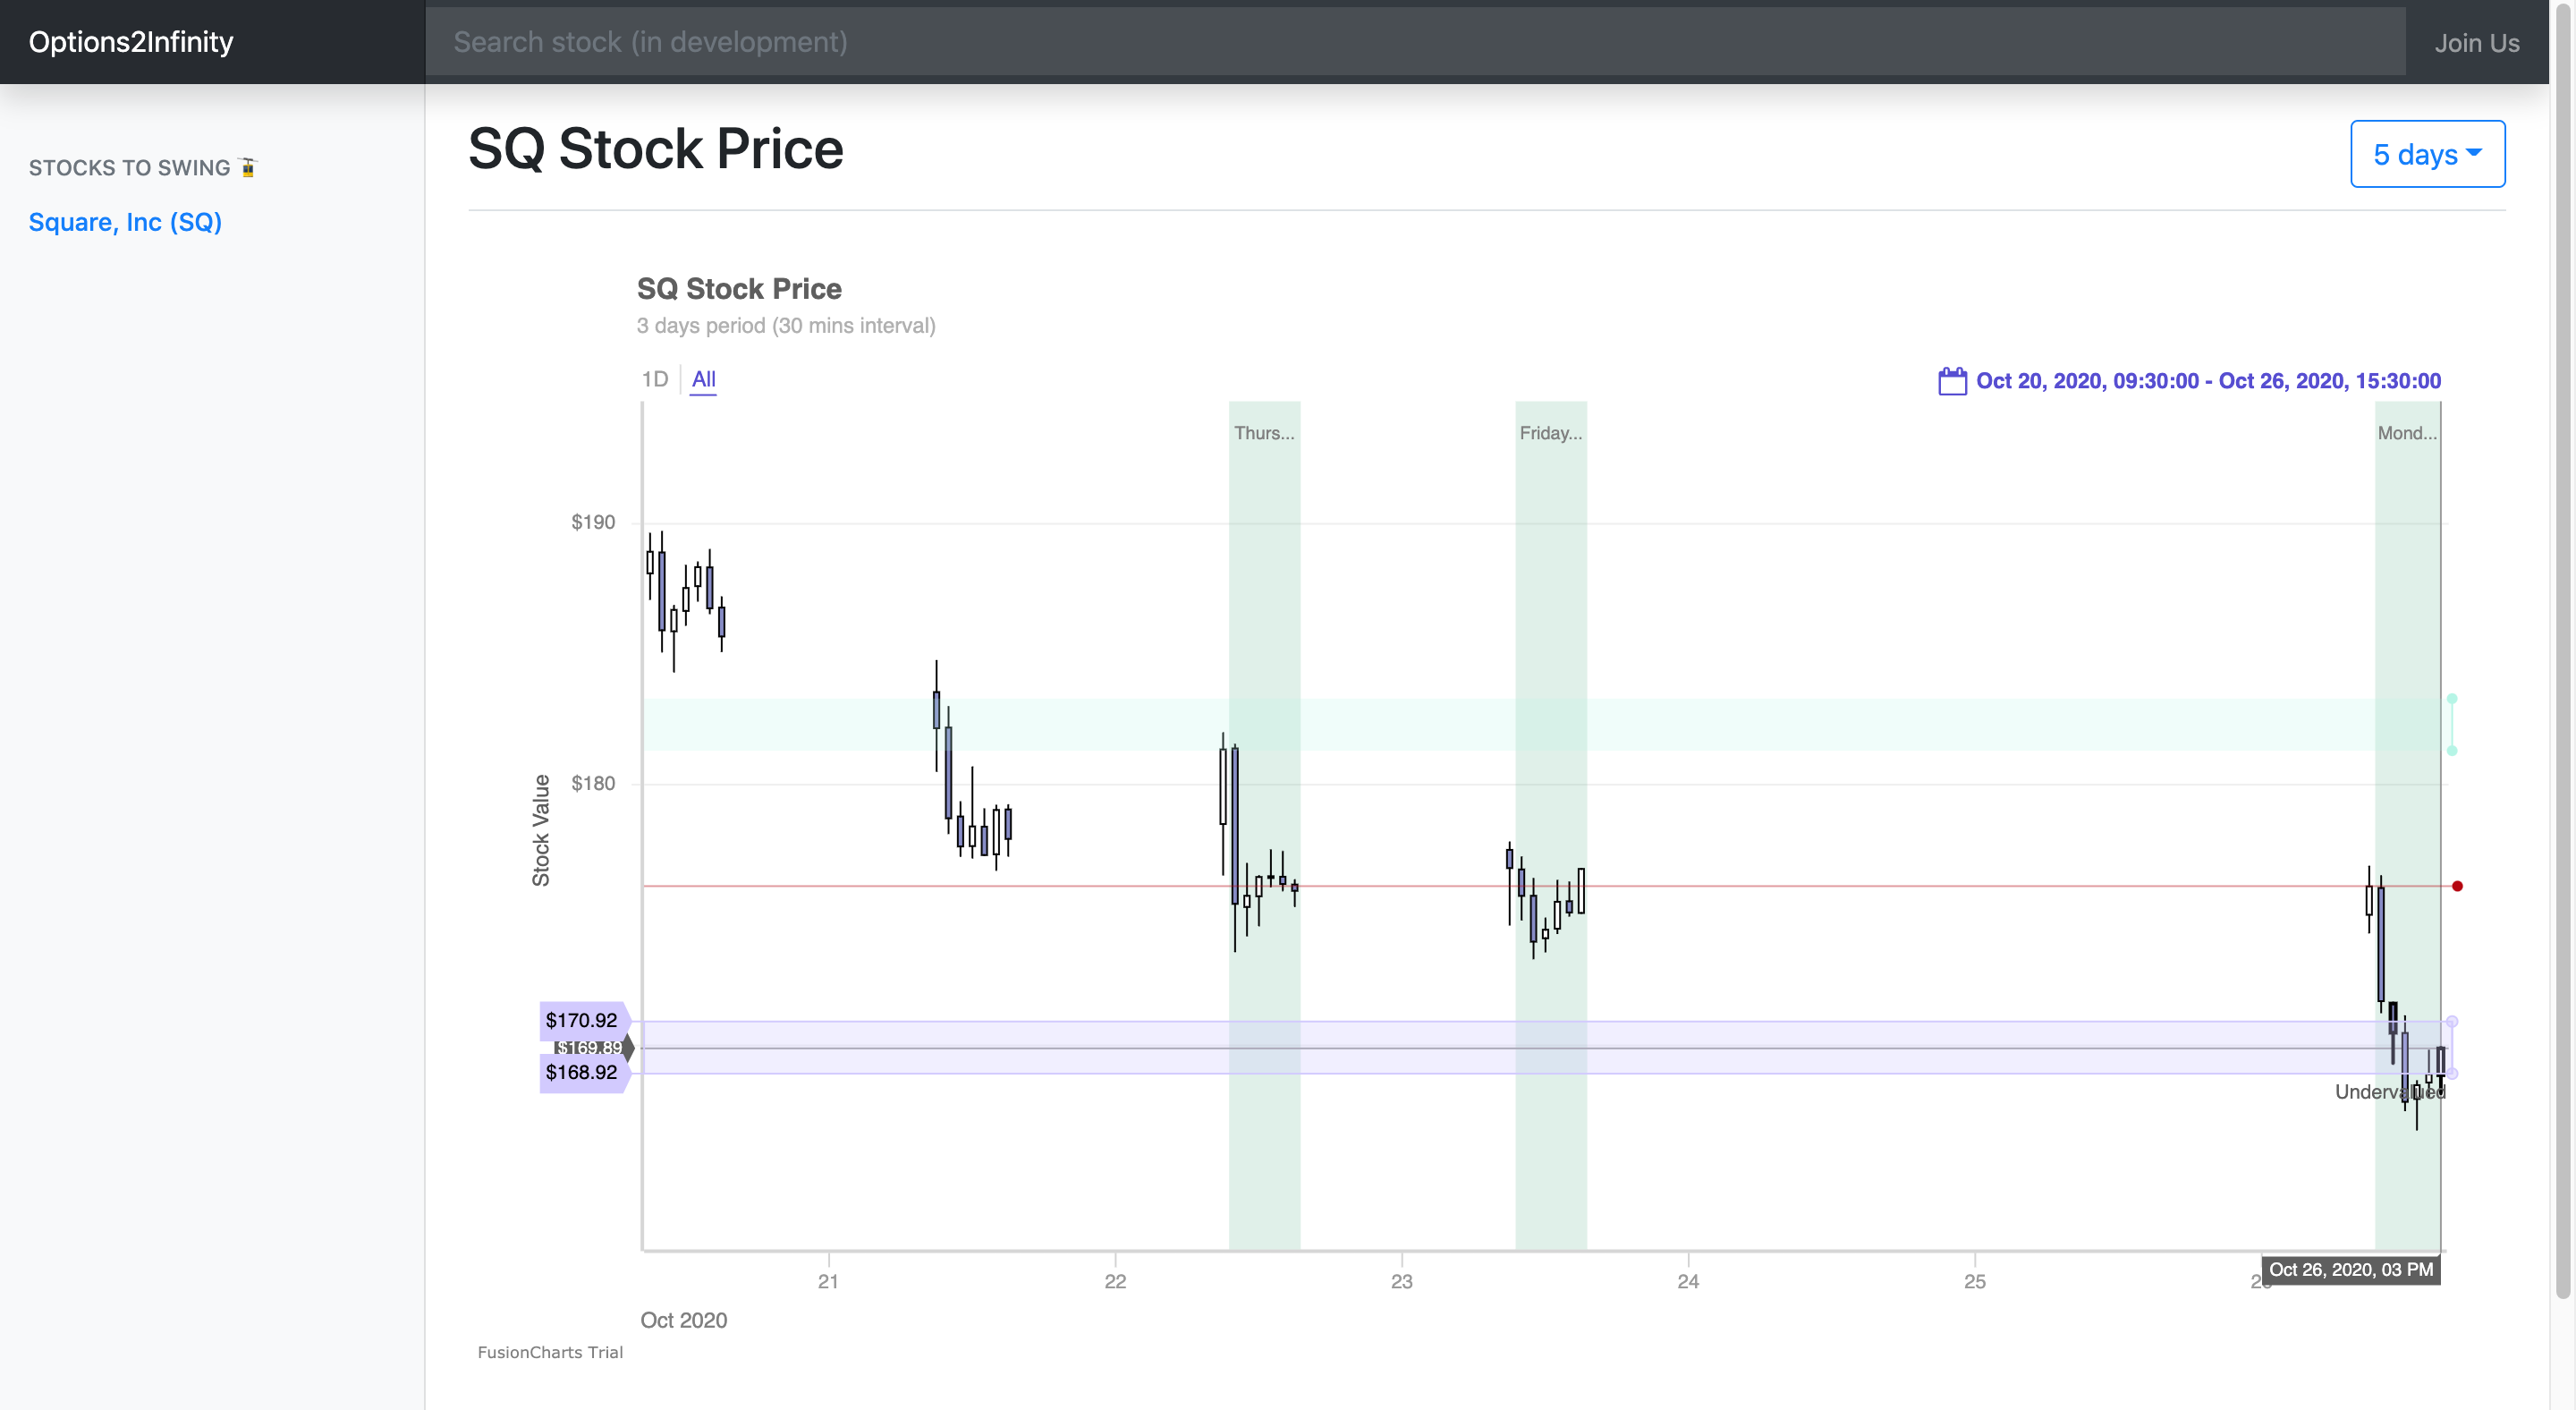 Options2Infinity
Search stock (in development)
Join Us
STOCKS TO SWING
Square, Inc (SQ)
SQ Stock Price
5 days
SQ Stock Price
3 days period (30 mins interval)
1D All
Oct 20, 2020, 09:30:00 - Oct 26, 2020, 15:30:00
Thurs... Friday... Mond...
$190
$180
Stock Value
$170.92
$169.89
$168.92
Undervalued
21 22 23 24 25
Oct 26, 2020, 03 PM
Oct 2020
FusionCharts Trial